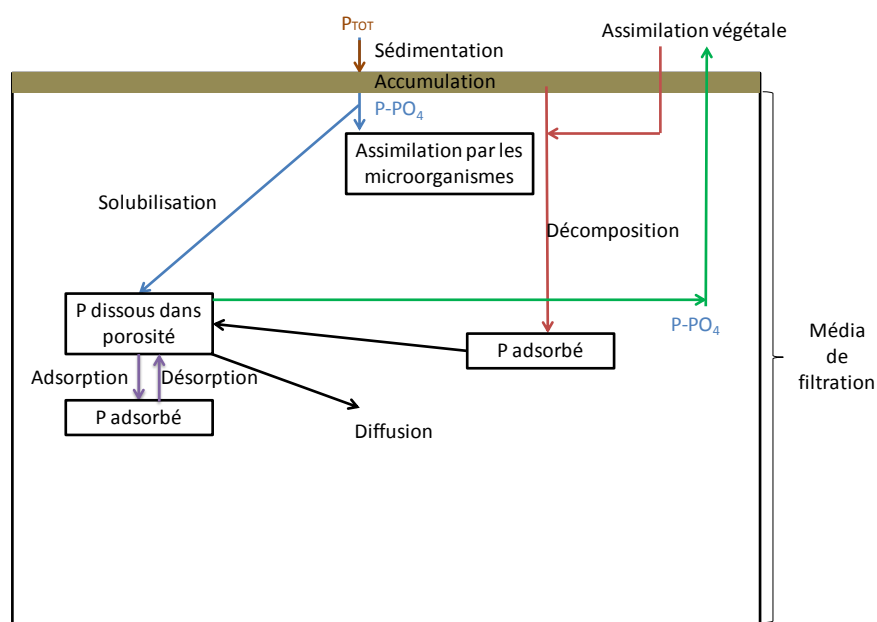 P_TOT
Sédimentation
Assimilation végétale
Accumulation
P-PO₄
Assimilation par les
microorganismes
Solubilisation
Décomposition
P dissous dans
porosité
P-PO₄
P adsorbé
Média
de
filtration
Adsorption
Désorption
P adsorbé
Diffusion